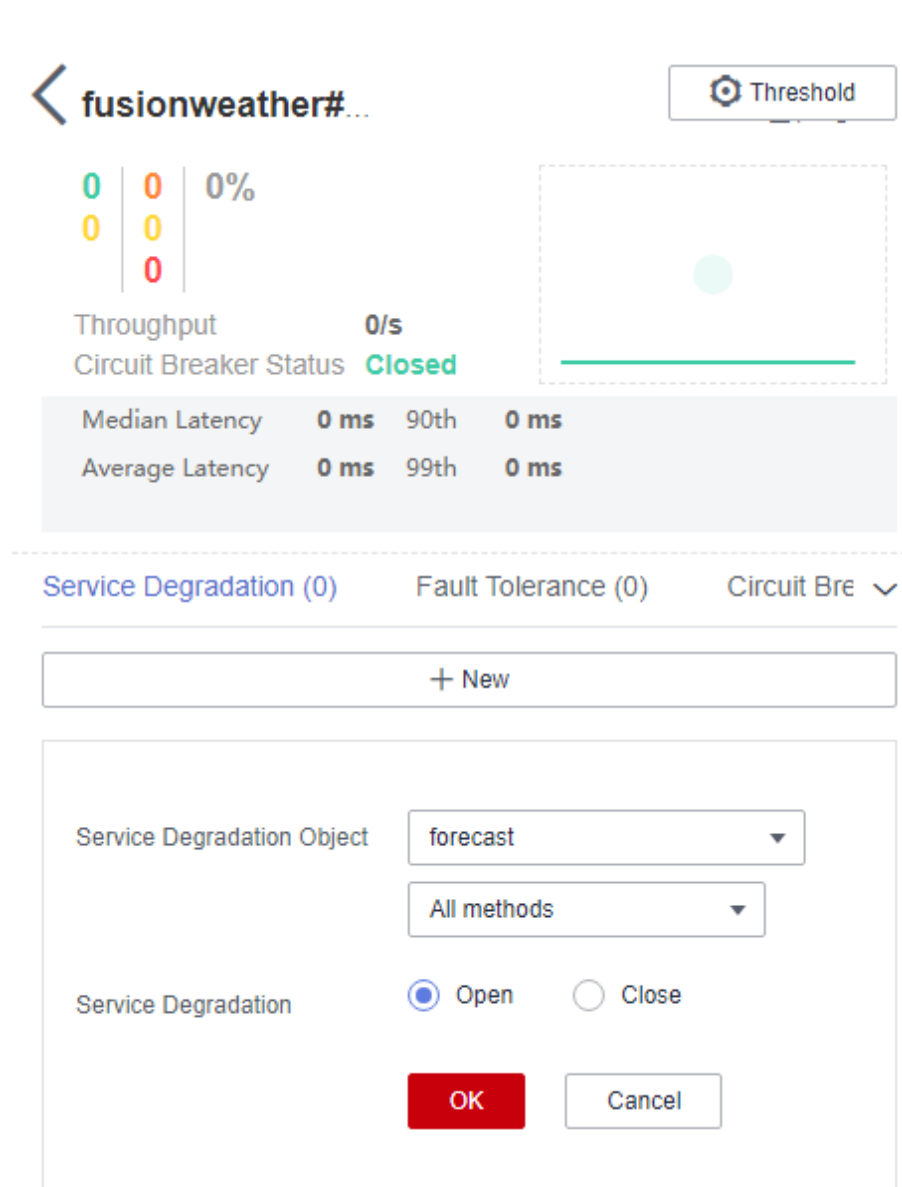 fusionweather#...
Threshold
0 0 0%
0 0
0
Throughput 0/s
Circuit Breaker Status Closed
Median Latency 0 ms 90th 0 ms
Average Latency 0 ms 99th 0 ms
Service Degradation (0) Fault Tolerance (0) Circuit Bre
+ New
Service Degradation Object forecast
All methods
Service Degradation Open Close
OK Cancel